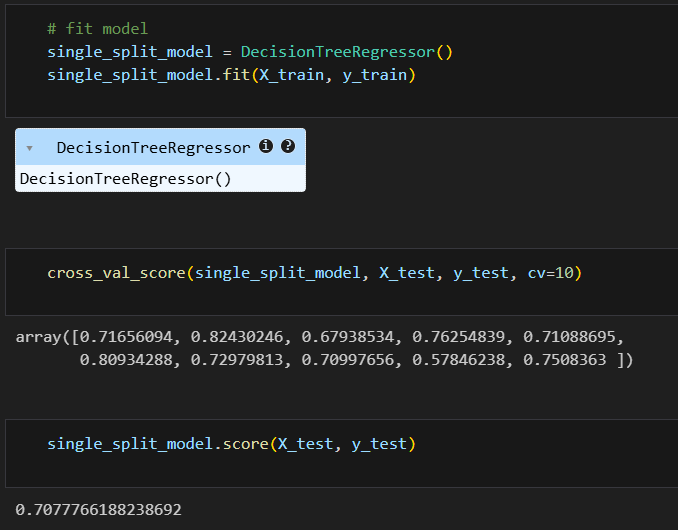 # fit model
single_split_model = DecisionTreeRegressor()
single_split_model.fit(X_train, y_train)
DecisionTreeRegressor i ?
DecisionTreeRegressor()
cross_val_score(single_split_model, X_test, y_test, cv=10)
array([0.71656094, 0.82430246, 0.67938534, 0.76254839, 0.71088695,
0.80934288, 0.72979813, 0.70997656, 0.57846238, 0.7508363 ])
single_split_model.score(X_test, y_test)
0.7077766188238692